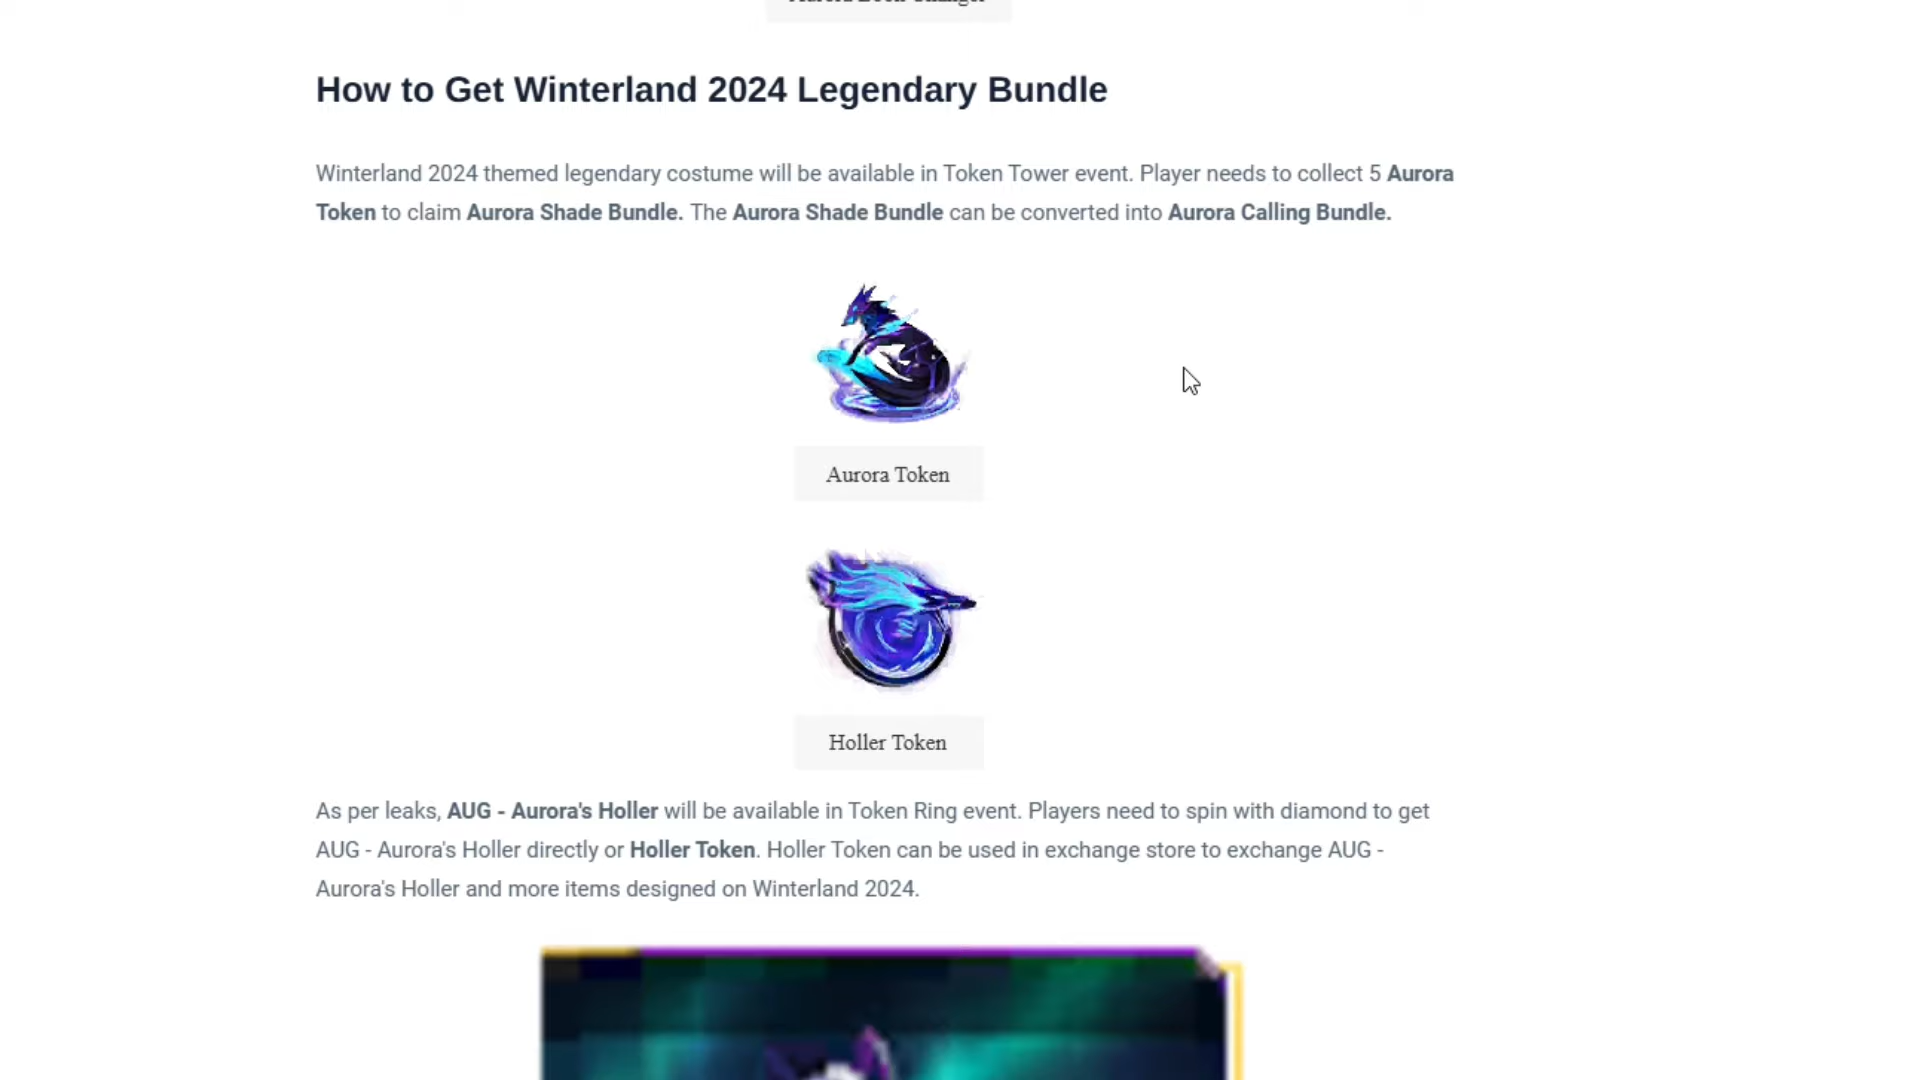 How to Get Winterland 2024 Legendary Bundle
Winterland 2024 themed legendary costume will be available in Token Tower event. Player needs to collect 5 Aurora
Token to claim Aurora Shade Bundle. The Aurora Shade Bundle can be converted into Aurora Calling Bundle.
Aurora Token
Holler Token
As per leaks, AUG - Aurora's Holler will be available in Token Ring event. Players need to spin with diamond to get
AUG - Aurora's Holler directly or Holler Token. Holler Token can be used in exchange store to exchange AUG -
Aurora's Holler and more items designed on Winterland 2024.